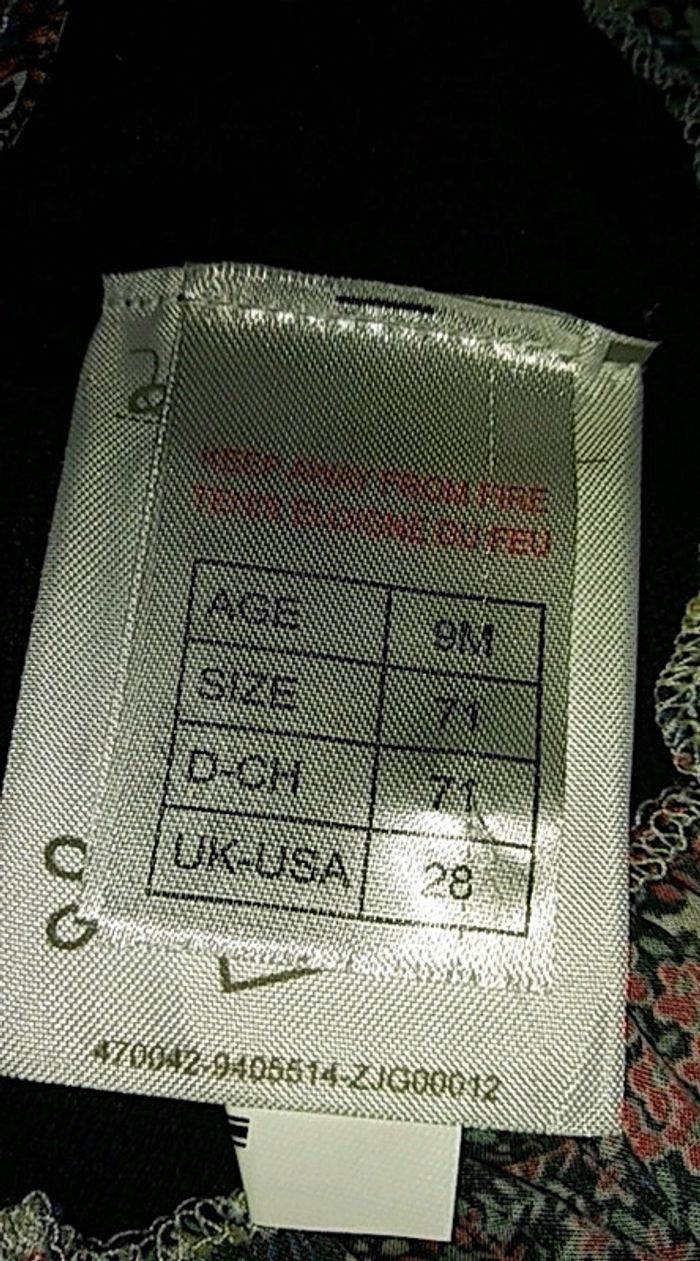 KEEP AWAY FROM FIRE
TENIR ELOIGNE DU FEU
AGE 9M
SIZE 71
D-CH 71
UK-USA 28
470042-9405514-ZJG00012